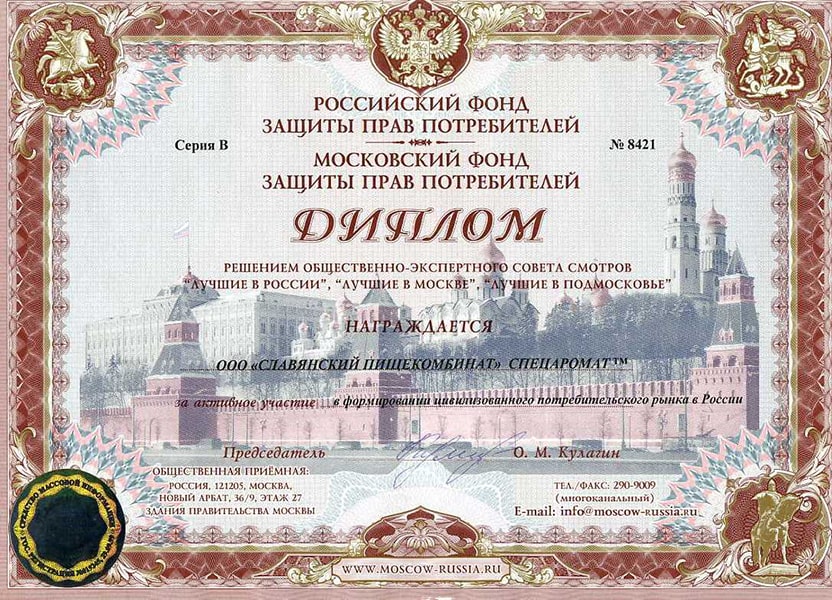 РОССИЙСКИЙ ФОНД
ЗАЩИТЫ ПРАВ ПОТРЕБИТЕЛЕЙ
Серия В
№ 8421
МОСКОВСКИЙ ФОНД
ЗАЩИТЫ ПРАВ ПОТРЕБИТЕЛЕЙ
ДИПЛОМ
РЕШЕНИЕМ ОБЩЕСТВЕННО-ЭКСПЕРТНОГО СОВЕТА СМОТРОВ
"ЛУЧШИЕ В РОССИИ", "ЛУЧШИЕ В МОСКВЕ", "ЛУЧШИЕ В ПОДМОСКОВЬЕ"
НАГРАЖДАЕТСЯ
ООО «СЛАВЯНСКИЙ ПИЩЕКОМБИНАТ» СПЕЦАРОМАТ™
за активное участие в формировании цивилизованного потребительского рынка в России
Председатель О. М. Кулагин
ОБЩЕСТВЕННАЯ ПРИЁМНАЯ:
РОССИЯ, 121205, МОСКВА,
НОВЫЙ АРБАТ, 36/9, ЭТАЖ 27
ЗДАНИЯ ПРАВИТЕЛЬСТВА МОСКВЫ
ТЕЛ./ФАКС: 290-9009
(многоканальный)
E-mail: info@moscow-russia.ru
СРЕДСТВО МАССОВОЙ ИНФОРМАЦИИ
WWW.MOSCOW-RUSSIA.RU